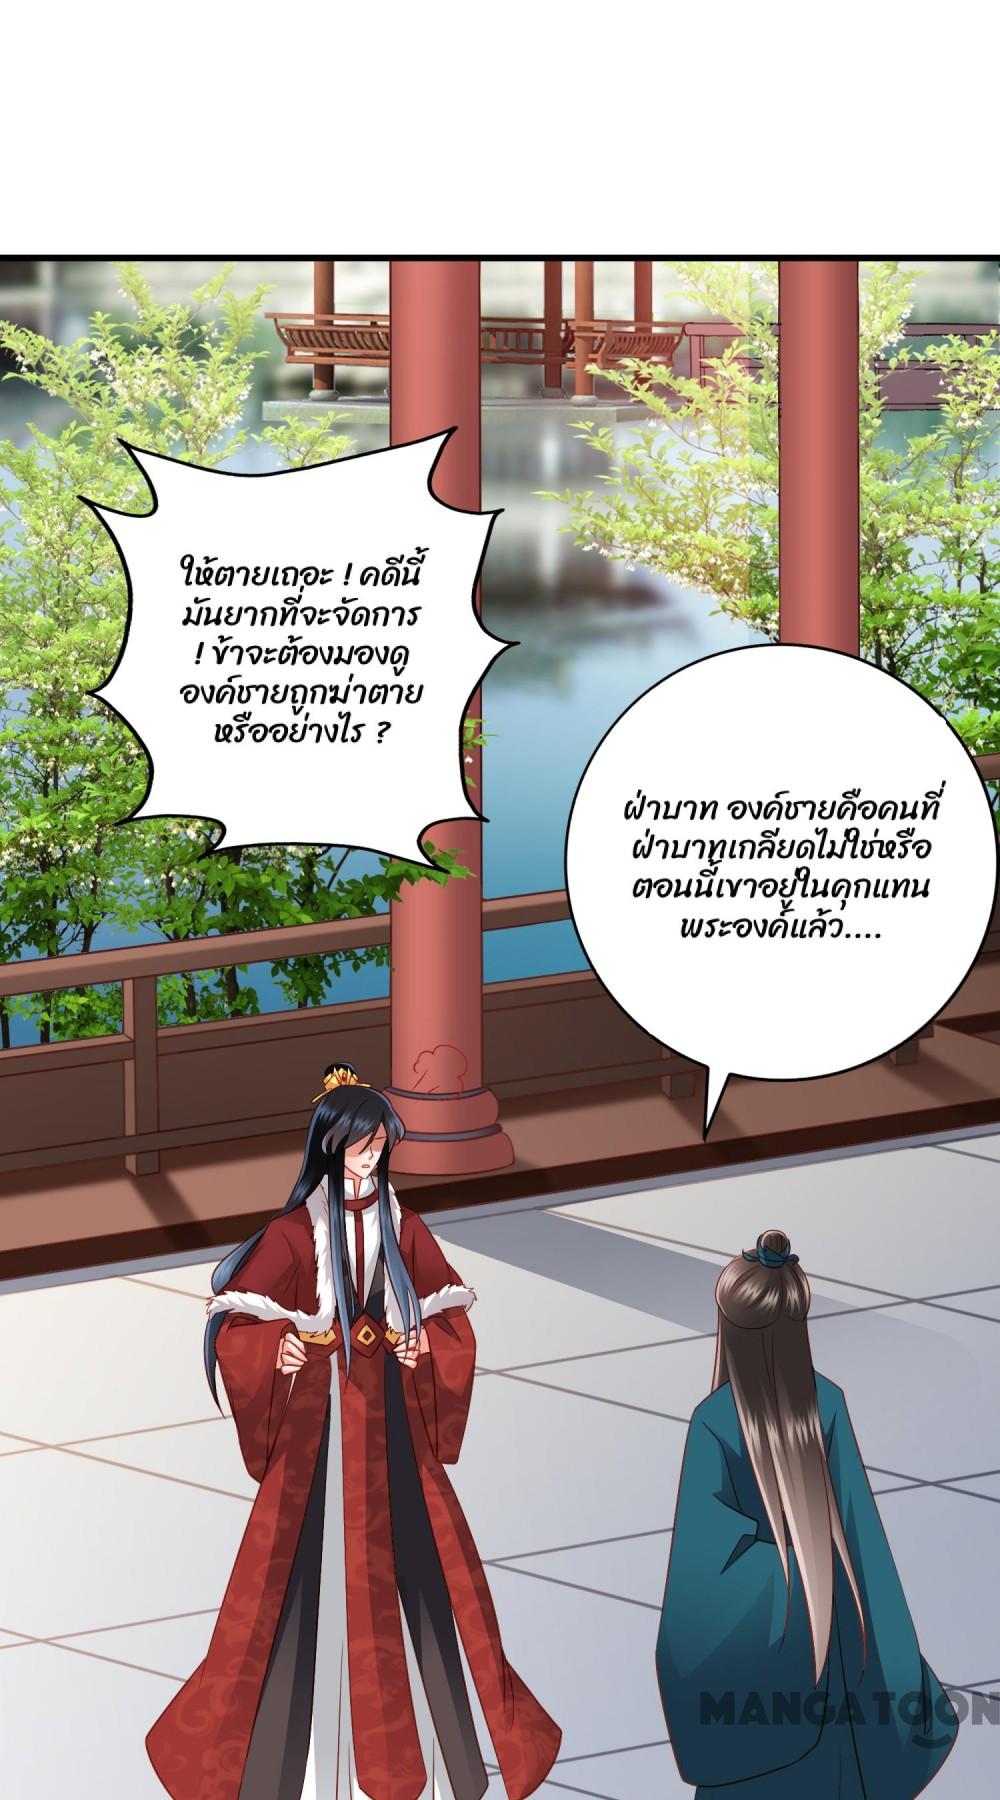 ให้ตายเถอะ ! คดีนี้
มันยากที่จะจัดการ
! ข้าจะต้องมองดู
องค์ชายถูกฆ่าตาย
หรืออย่างไร ?
ฝ่าบาท องค์ชายคือคนที่
ฝ่าบาทเกลียดไม่ใช่หรือ
ตอนนี้เขาอยู่ในคุกแทน
พระองค์แล้ว....
MANGATOON